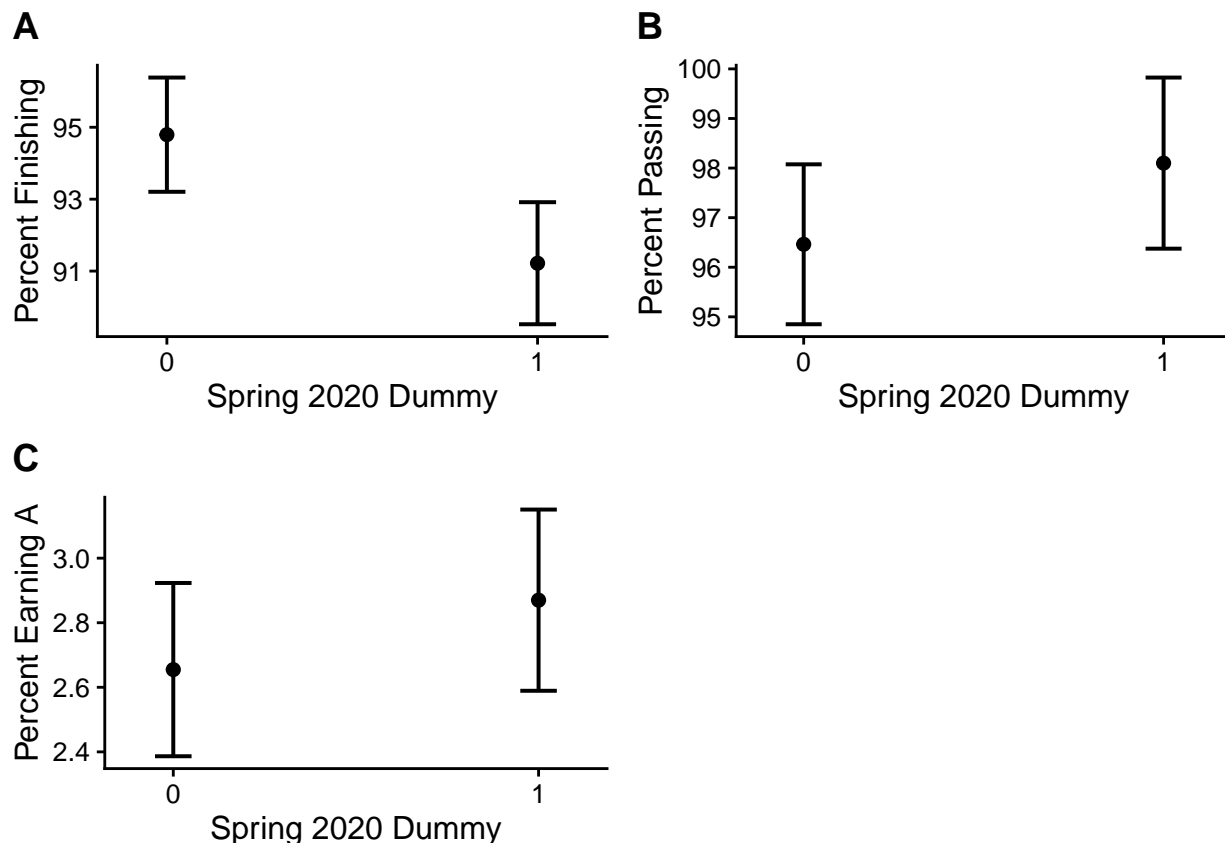 A
Percent Finishing
95
93
91
0 1
Spring 2020 Dummy
B
Percent Passing
100
99
98
97
96
95
0 1
Spring 2020 Dummy
C
Percent Earning A
3.0
2.8
2.6
2.4
0 1
Spring 2020 Dummy